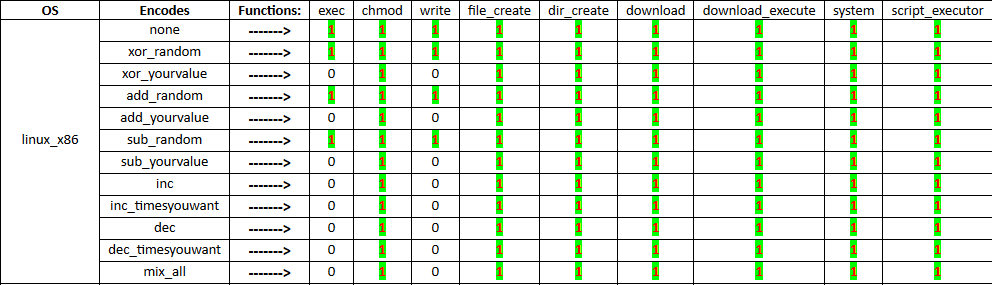 OS Encodes Functions: exec chmod write file_create dir_create download download_execute system script_executor
none -------> 1 1 1 1 1 1 1 1 1
xor_random -------> 1 1 1 1 1 1 1 1 1
xor_yourvalue -------> 0 1 0 1 1 1 1 1 1
add_random -------> 1 1 1 1 1 1 1 1 1
add_yourvalue -------> 0 1 0 1 1 1 1 1 1
linux_x86 sub_random -------> 1 1 1 1 1 1 1 1 1
sub_yourvalue -------> 0 1 0 1 1 1 1 1 1
inc -------> 0 1 0 1 1 1 1 1 1
inc_timesyouwant -------> 0 1 0 1 1 1 1 1 1
dec -------> 0 1 0 1 1 1 1 1 1
dec_timesyouwant -------> 0 1 0 1 1 1 1 1 1
mix_all -------> 0 1 0 1 1 1 1 1 1